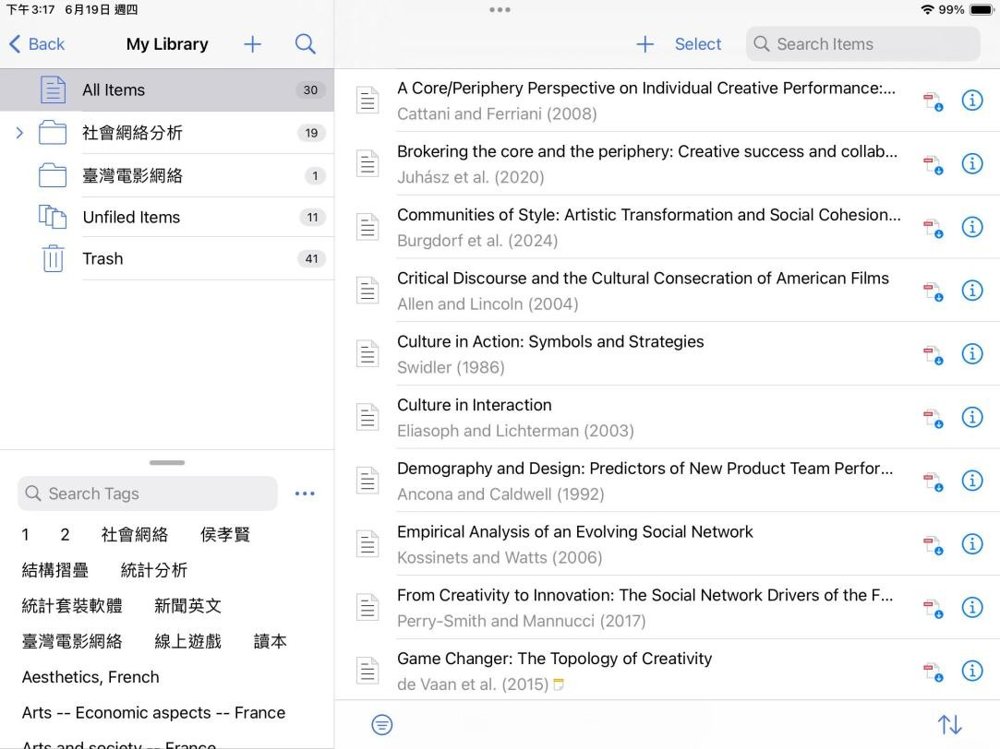 下午3:17 6月19日 週四
99%
Back
My Library
All Items
30
社會網絡分析
19
臺灣電影網絡
1
Unfiled Items
11
Trash
41
Search Tags
1 2 社會網絡 侯孝賢
結構摺疊 統計分析
統計套裝軟體 新聞英文
臺灣電影網絡 線上遊戲 讀本
Aesthetics, French
Arts -- Economic aspects -- France
Arts and society -- France
Select
Search Items
A Core/Periphery Perspective on Individual Creative Performance:...
Cattani and Ferriani (2008)
Brokering the core and the periphery: Creative success and collab...
Juhász et al. (2020)
Communities of Style: Artistic Transformation and Social Cohesion...
Burgdorf et al. (2024)
Critical Discourse and the Cultural Consecration of American Films
Allen and Lincoln (2004)
Culture in Action: Symbols and Strategies
Swidler (1986)
Culture in Interaction
Eliasoph and Lichterman (2003)
Demography and Design: Predictors of New Product Team Perfor...
Ancona and Caldwell (1992)
Empirical Analysis of an Evolving Social Network
Kossinets and Watts (2006)
From Creativity to Innovation: The Social Network Drivers of the F...
Perry-Smith and Mannucci (2017)
Game Changer: The Topology of Creativity
de Vaan et al. (2015)